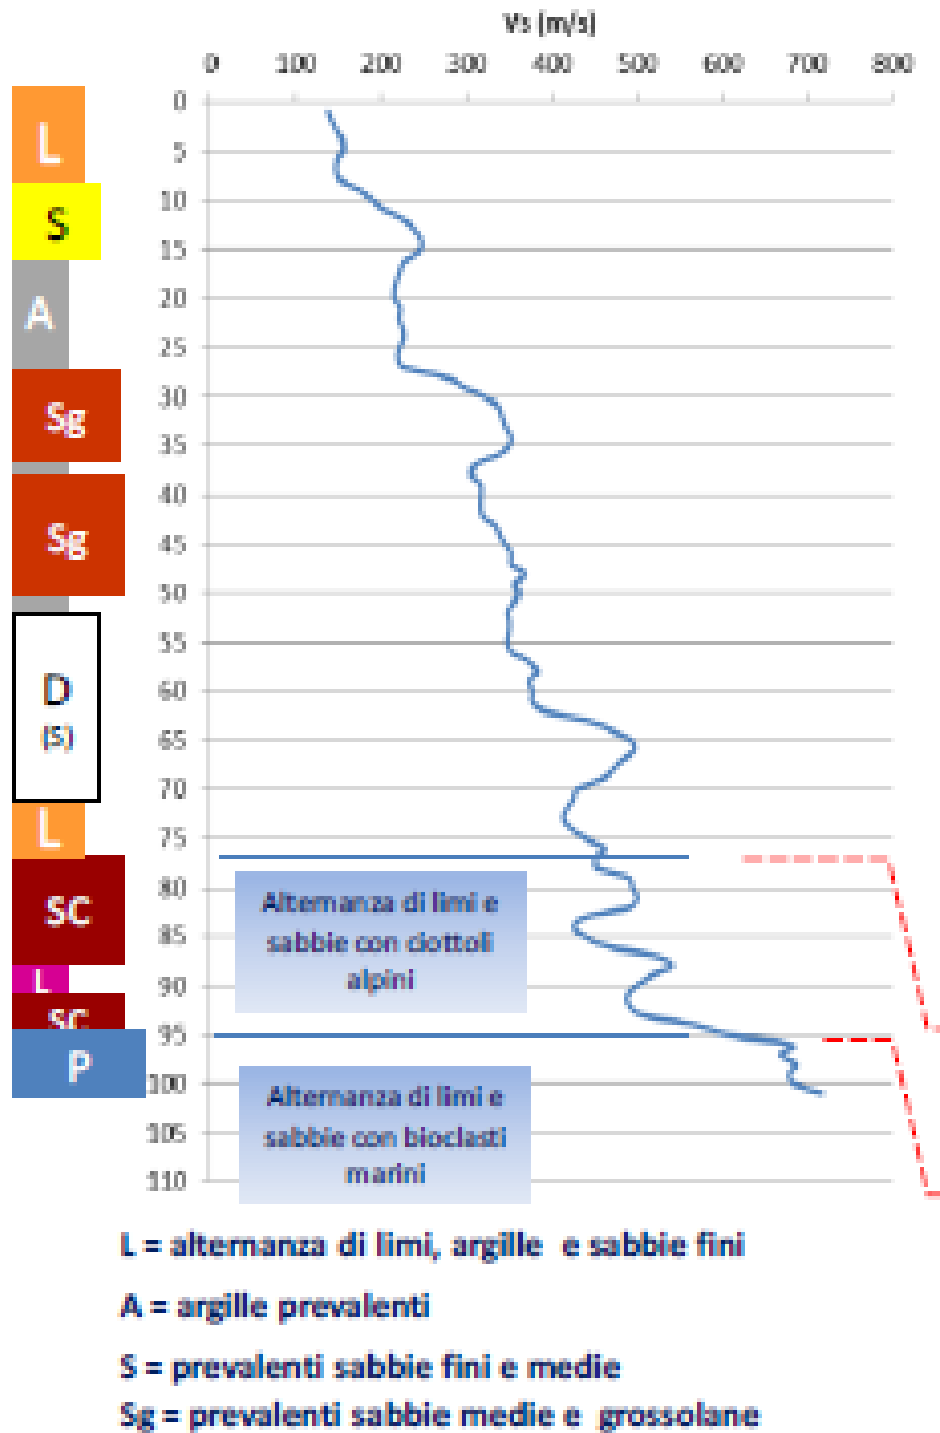 Vs (m/s)
0 100 200 300 400 500 600 700 800
0
5
10
15
20
25
30
35
40
45
50
55
60
65
70
75
80
85
90
95
100
105
110
L
S
A
Sg
Sg
D
(S)
L
SC
L
SC
P
Alternanza di limi e
sabbie con ciottoli
alpini
Alternanza di limi e
sabbie con bioclasti
marini
L = alternanza di limi, argille e sabbie fini
A = argille prevalenti
S = prevalenti sabbie fini e medie
Sg = prevalenti sabbie medie e grossolane